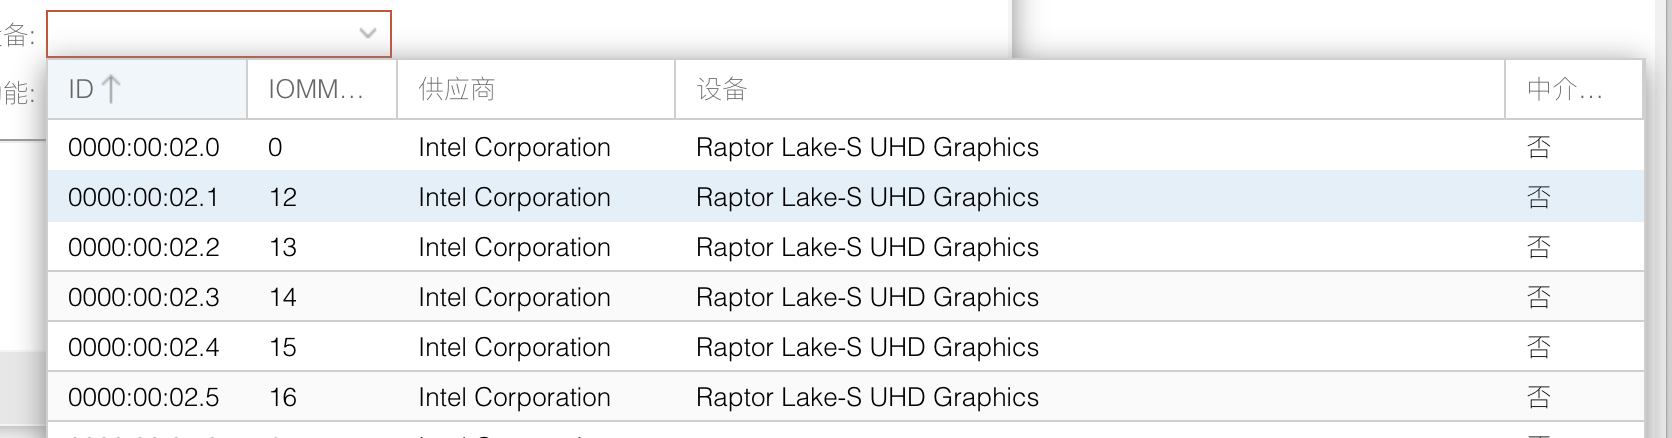 备:
能:
ID IOMM... 供应商 设备 中介...
0000:00:02.0 0 Intel Corporation Raptor Lake-S UHD Graphics 否
0000:00:02.1 12 Intel Corporation Raptor Lake-S UHD Graphics 否
0000:00:02.2 13 Intel Corporation Raptor Lake-S UHD Graphics 否
0000:00:02.3 14 Intel Corporation Raptor Lake-S UHD Graphics 否
0000:00:02.4 15 Intel Corporation Raptor Lake-S UHD Graphics 否
0000:00:02.5 16 Intel Corporation Raptor Lake-S UHD Graphics 否